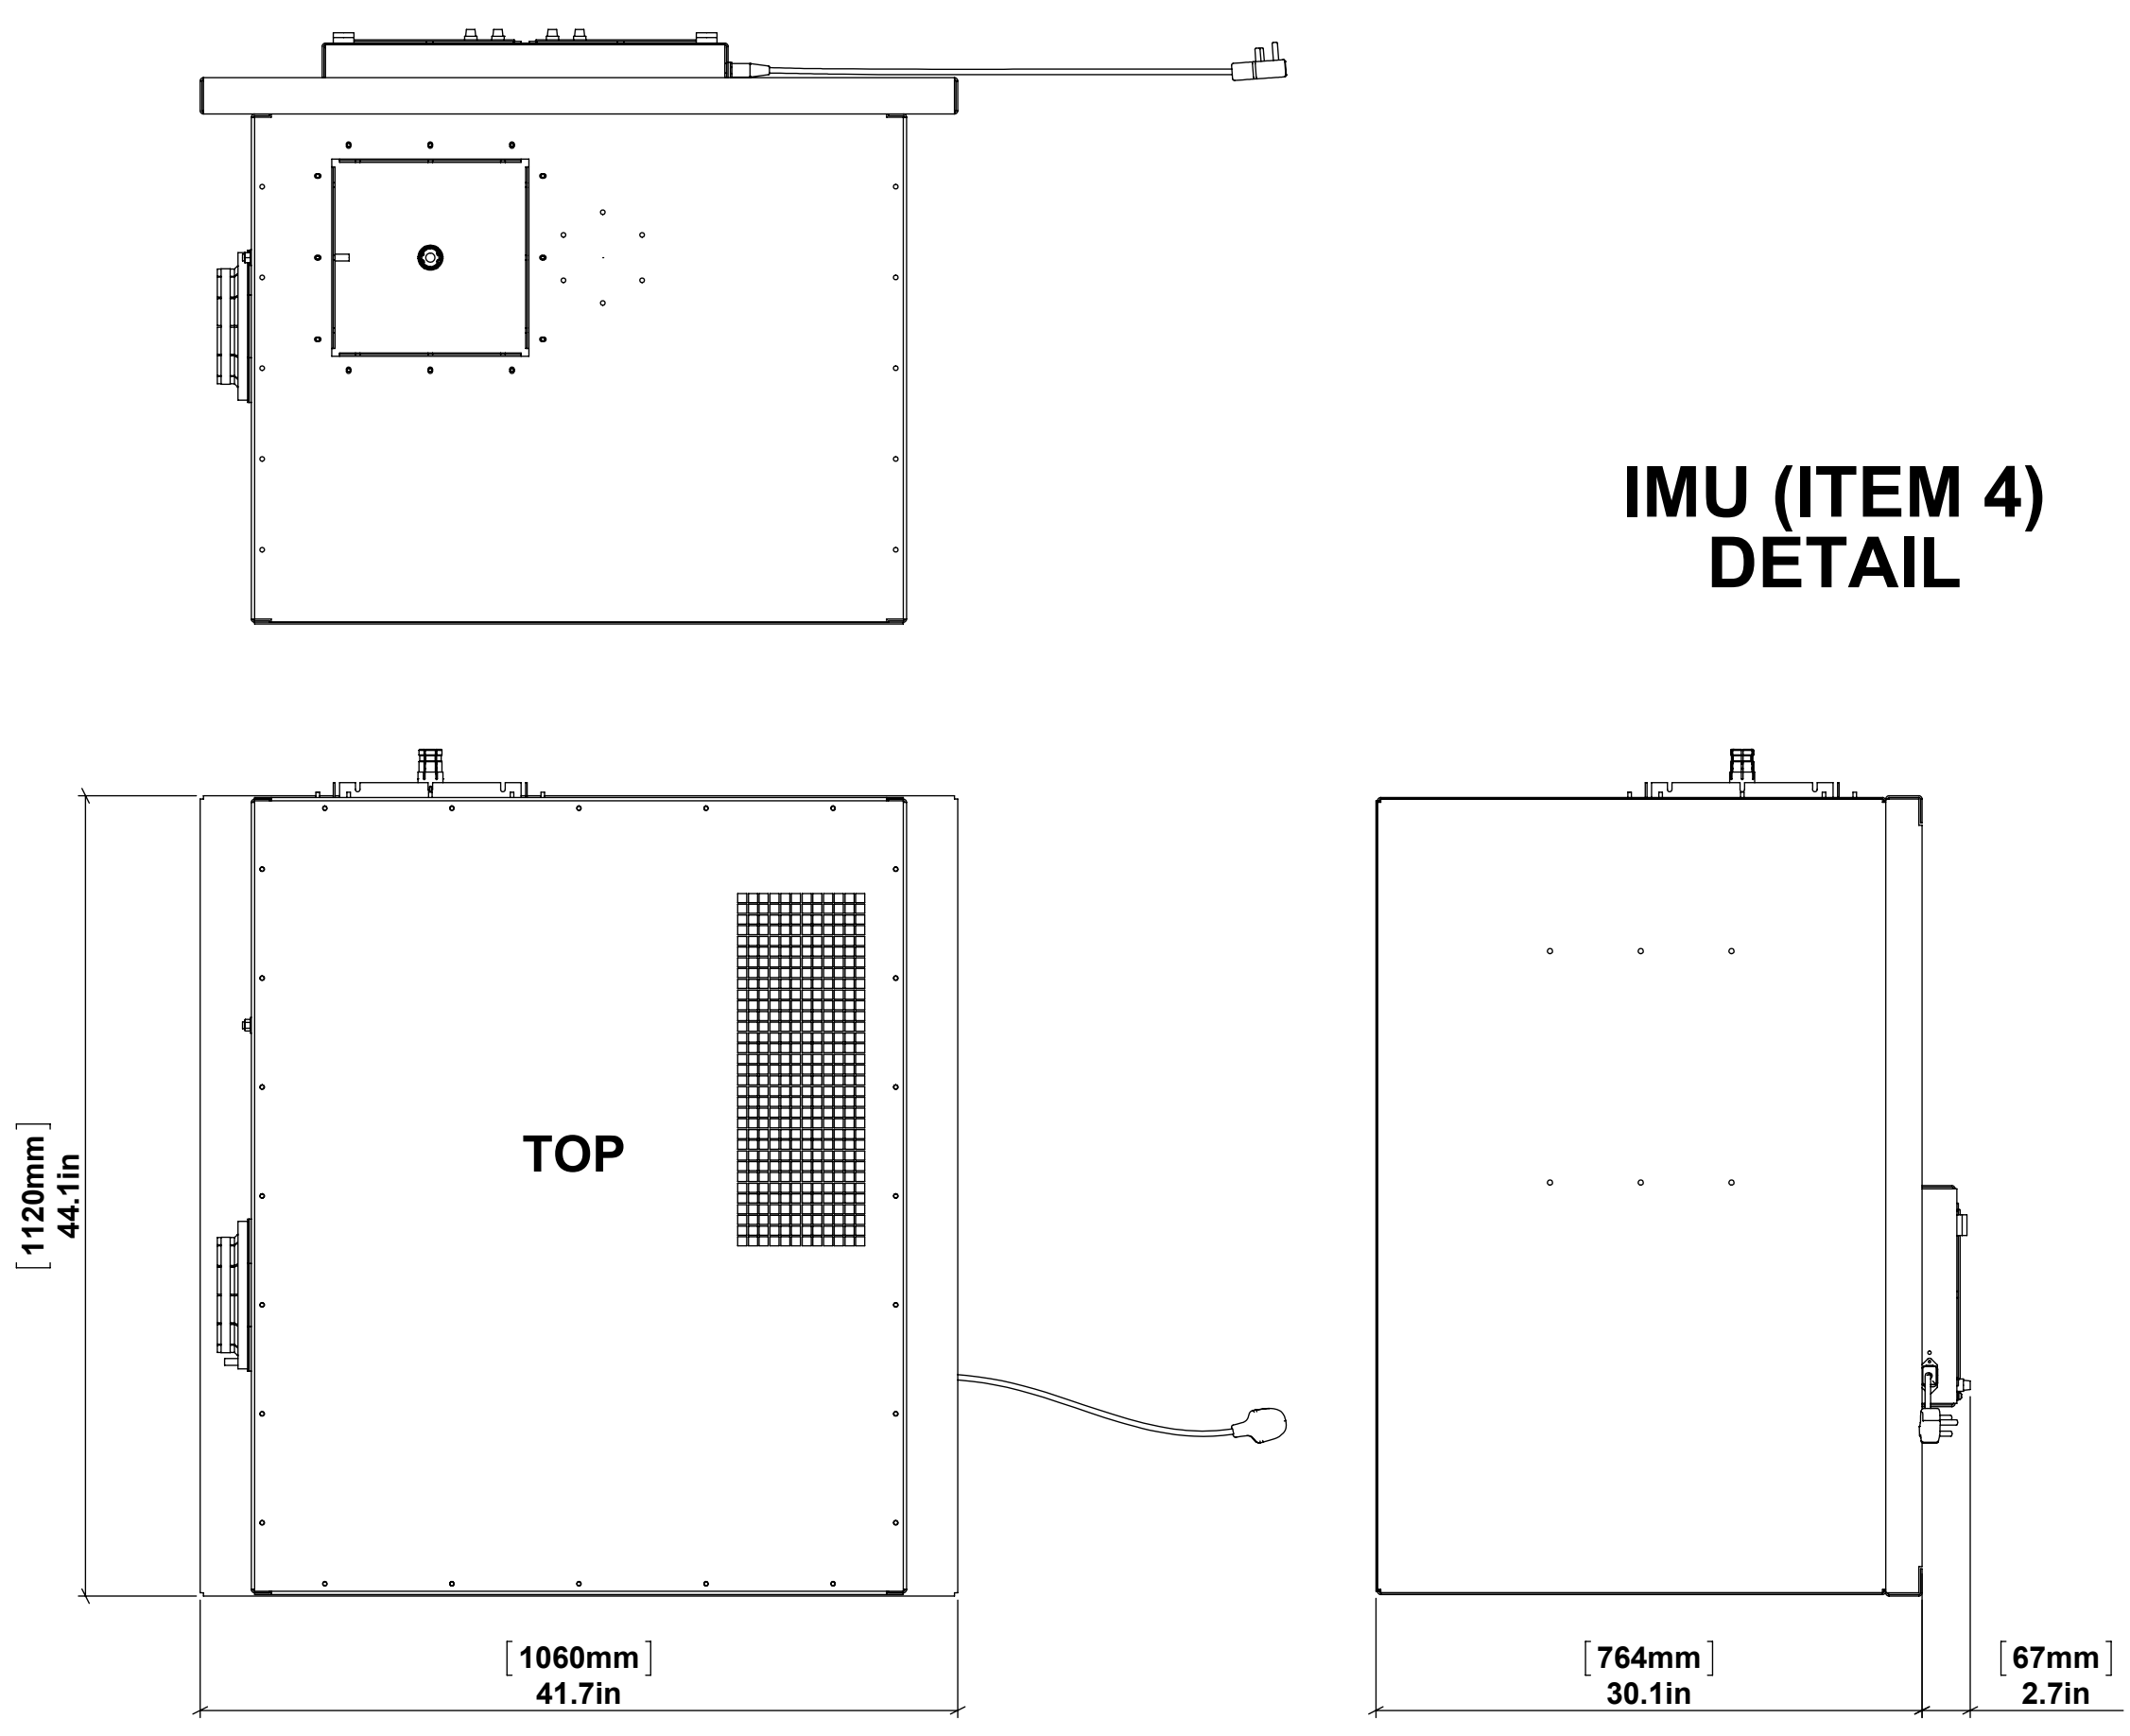 IMU (ITEM 4)
DETAIL
TOP
[1120mm]
44.1in
[1060mm]
41.7in
[764mm]
30.1in
[67mm]
2.7in